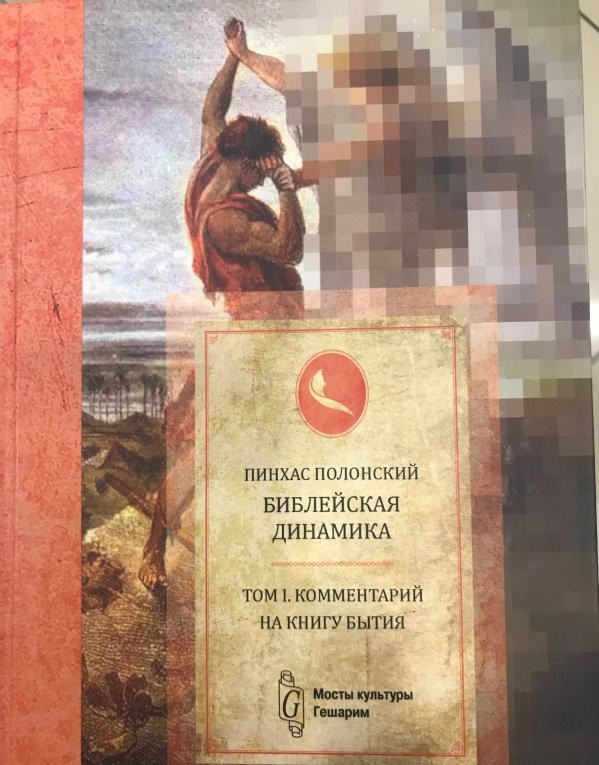 ПИНХАС ПОЛОНСКИЙ
БИБЛЕЙСКАЯ
ДИНАМИКА
ТОМ I. КОММЕНТАРИЙ
НА КНИГУ БЫТИЯ
G
Мосты культуры
Гешарим